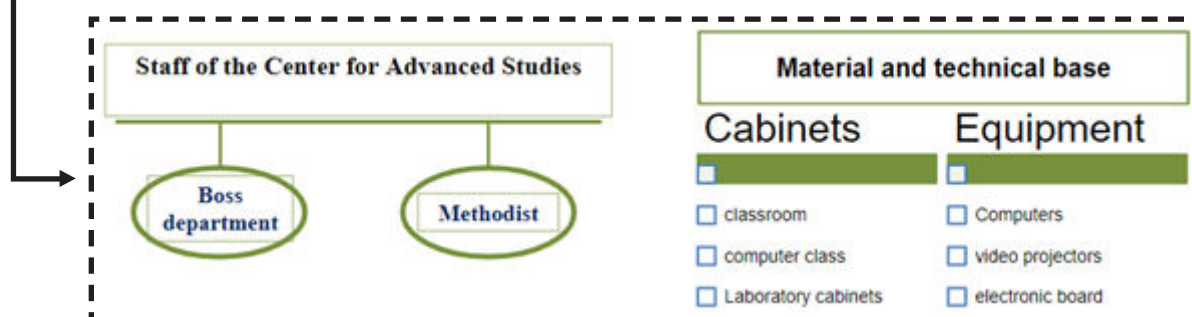 Staff of the Center for Advanced Studies
Boss
department
Methodist
Material and technical base
Cabinets
classroom
computer class
Laboratory cabinets
Equipment
Computers
video projectors
electronic board